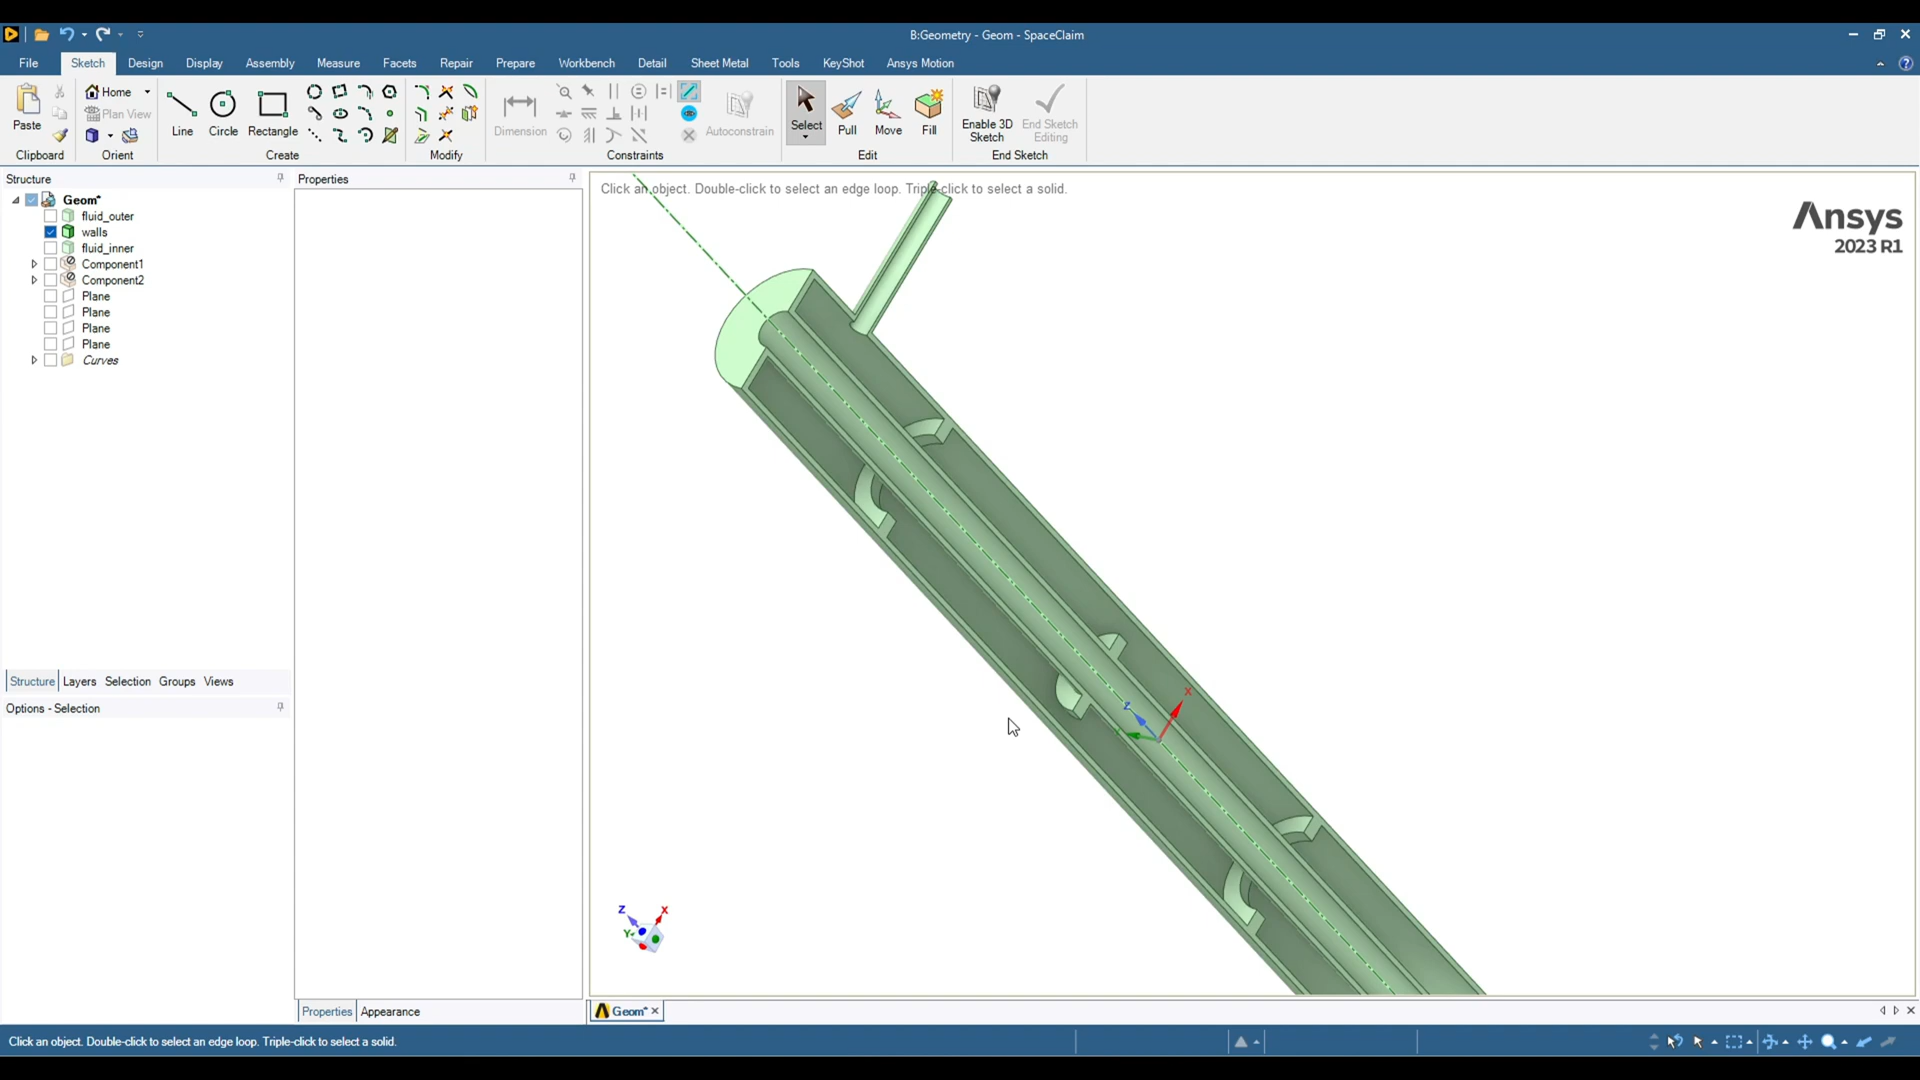 B:Geometry - Geom - SpaceClaim
File Sketch Design Display Assembly Measure Facets Repair Prepare Workbench Detail Sheet Metal Tools KeyShot Ansys Motion
Home
Plan View
Paste
Line
Circle
Rectangle
Dimension
Autoconstrain
Select
Pull
Move
Fill
Enable 3D Sketch
End Sketch Editing
Clipboard Orient Create Modify Constraints Edit End Sketch
Structure
Geom*
fluid_outer
walls
fluid_inner
Component1
Component2
Plane
Plane
Plane
Plane
Curves
Structure Layers Selection Groups Views
Options - Selection
Properties
Properties Appearance
Click an object. Double-click to select an edge loop. Triple-click to select a solid.
Ansys
2023 R1
X
Z
Z
X
Y
Geom*
Click an object. Double-click to select an edge loop. Triple-click to select a solid.